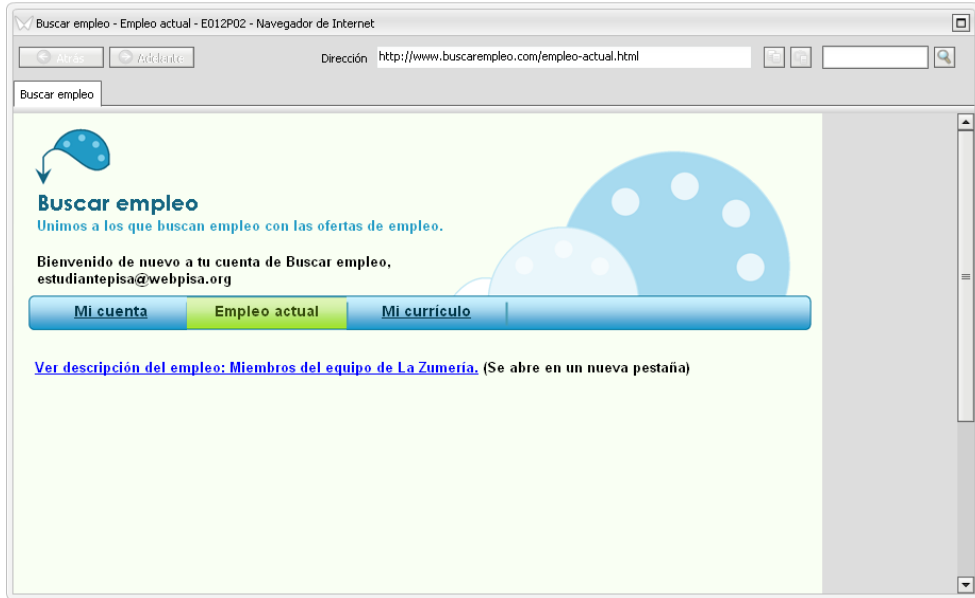 Buscar empleo - Empleo actual - E012P02 - Navegador de Internet
Atras Adelante Dirección http://www.buscarempleo.com/empleo-actual.html
Buscar empleo
Buscar empleo
Unimos a los que buscan empleo con las ofertas de empleo.
Bienvenido de nuevo a tu cuenta de Buscar empleo,
estudiantepisa@webpisa.org
Mi cuenta Empleo actual Mi currículo
Ver descripción del empleo: Miembros del equipo de La Zumería. (Se abre en un nueva pestaña)